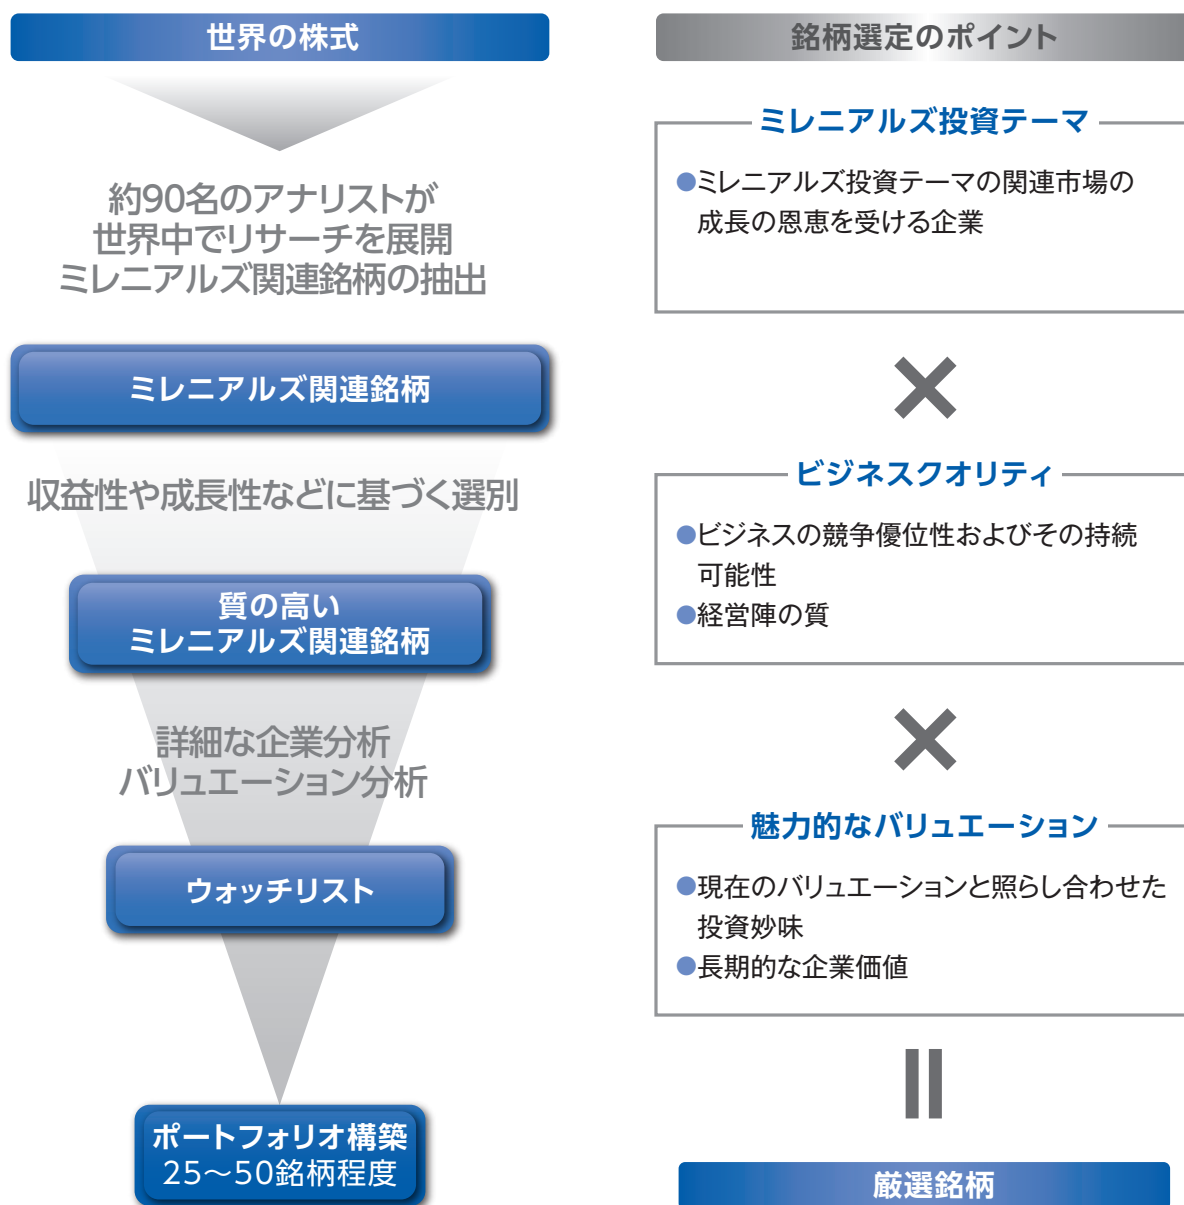 世界の株式
約90名のアナリストが
世界中でリサーチを展開
ミレニアルズ関連銘柄の抽出
ミレニアルズ関連銘柄
収益性や成長性などに基づく選別
質の高い
ミレニアルズ関連銘柄
詳細な企業分析
バリュエーション分析
ウォッチリスト
ポートフォリオ構築
25〜50銘柄程度
銘柄選定のポイント
ミレニアルズ投資テーマ
●ミレニアルズ投資テーマの関連市場の
成長の恩恵を受ける企業
×
ビジネスクオリティ
●ビジネスの競争優位性およびその持続
可能性
●経営陣の質
×
魅力的なバリュエーション
●現在のバリュエーションと照らし合わせた
投資妙味
●長期的な企業価値
厳選銘柄